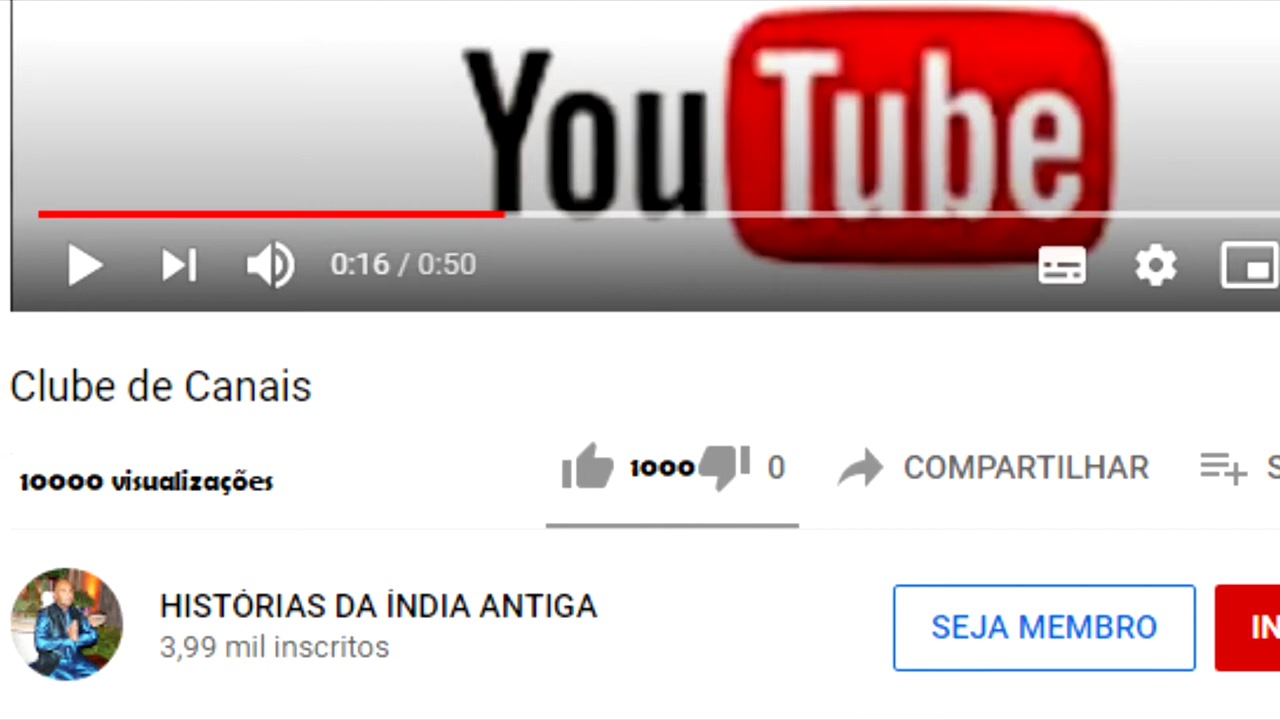 YouTube
0:16 / 0:50
Clube de Canais
10000 visualizações
1000 0 COMPARTILHAR S
HISTÓRIAS DA ÍNDIA ANTIGA
3,99 mil inscritos
SEJA MEMBRO IN